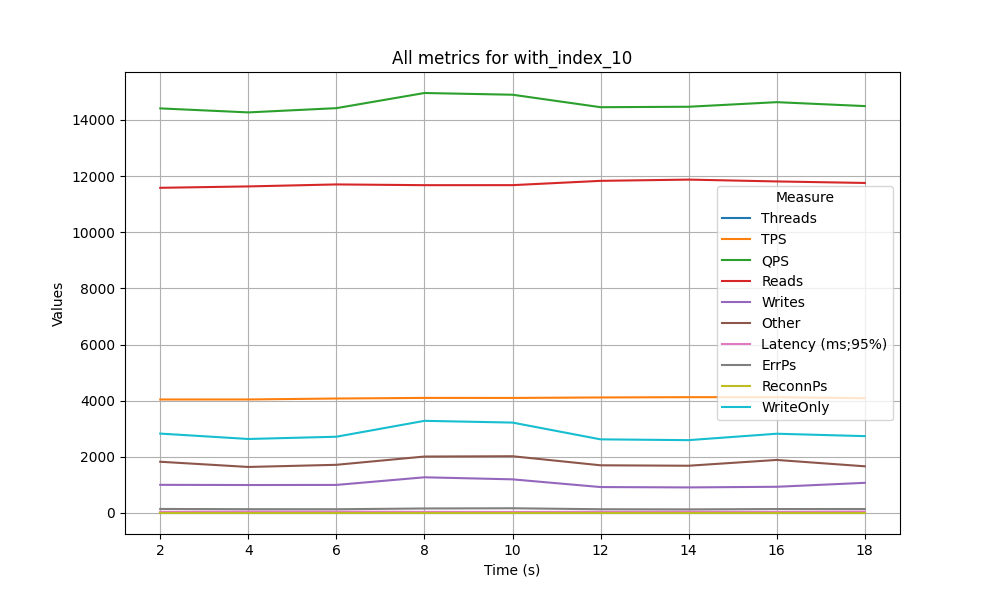 All metrics for with_index_10
Values
14000
12000
10000
8000
6000
4000
2000
0
Measure
Threads
TPS
QPS
Reads
Writes
Other
Latency (ms;95%)
ErrPs
ReconnPs
WriteOnly
2 4 6 8 10 12 14 16 18
Time (s)